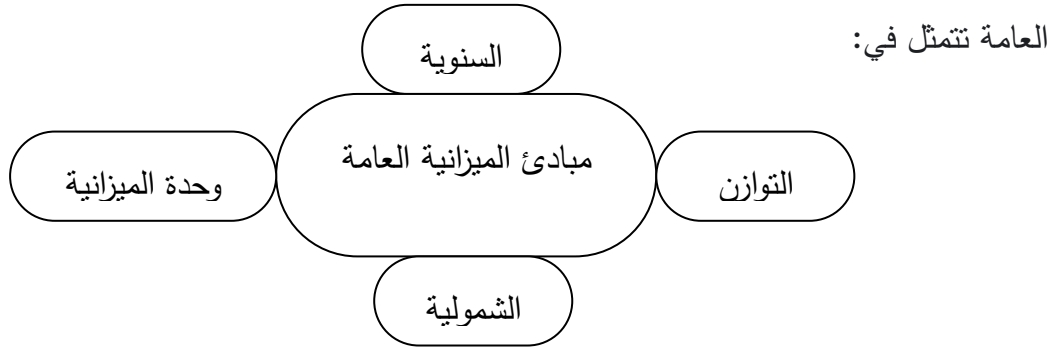 العامة تتمثل في:
السنوية
مبادئ الميزانية العامة
التوازن
وحدة الميزانية
الشمولية